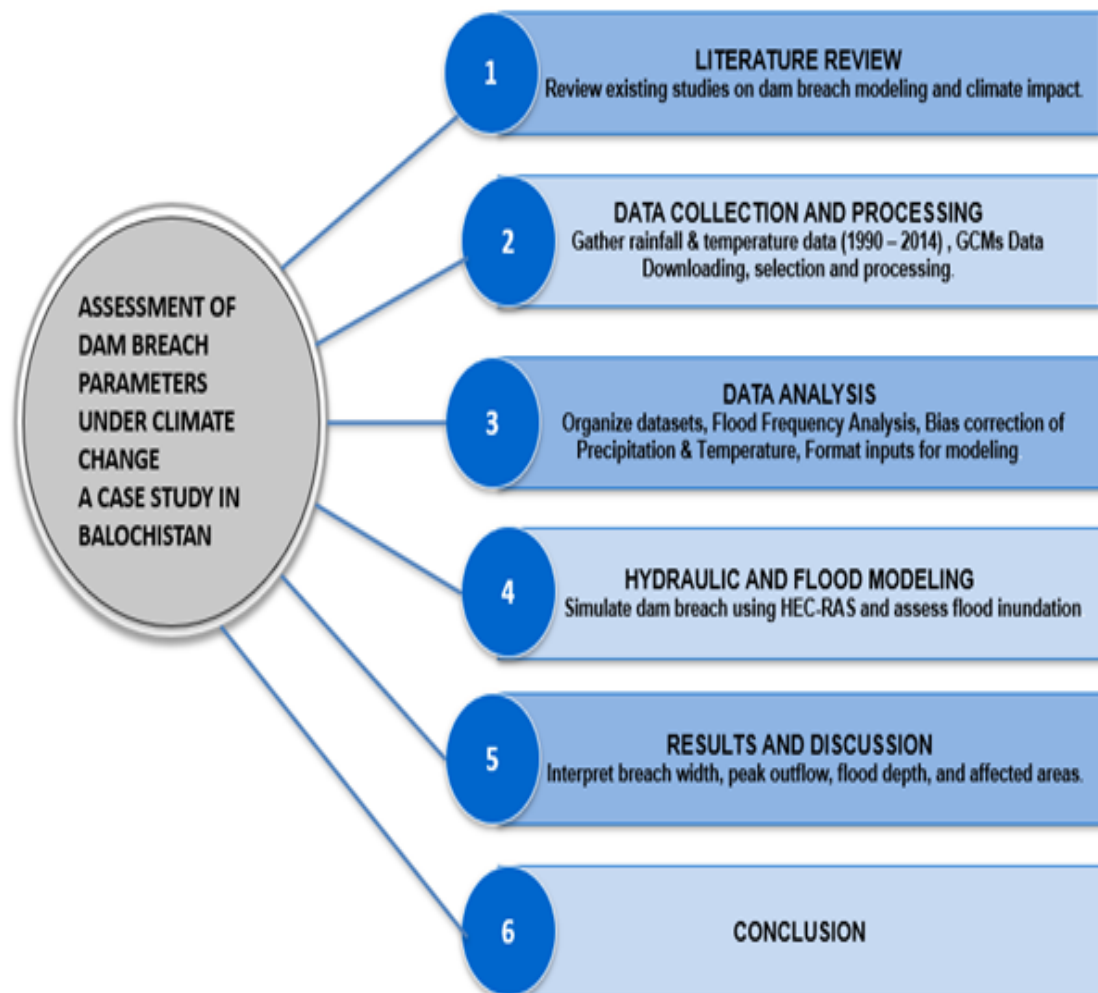 ASSESSMENT OF
DAM BREACH
PARAMETERS
UNDER CLIMATE
CHANGE
A CASE STUDY IN
BALOCHISTAN
1
LITERATURE REVIEW
Review existing studies on dam breach modeling and climate impact.
2
DATA COLLECTION AND PROCESSING
Gather rainfall & temperature data (1990 – 2014) , GCMs Data
Downloading, selection and processing.
3
DATA ANALYSIS
Organize datasets, Flood Frequency Analysis, Bias correction of
Precipitation & Temperature, Format inputs for modeling
4
HYDRAULIC AND FLOOD MODELING
Simulate dam breach using HEC-RAS and assess flood inundation
5
RESULTS AND DISCUSSION
Interpret breach width, peak outflow, flood depth, and affected areas.
6
CONCLUSION